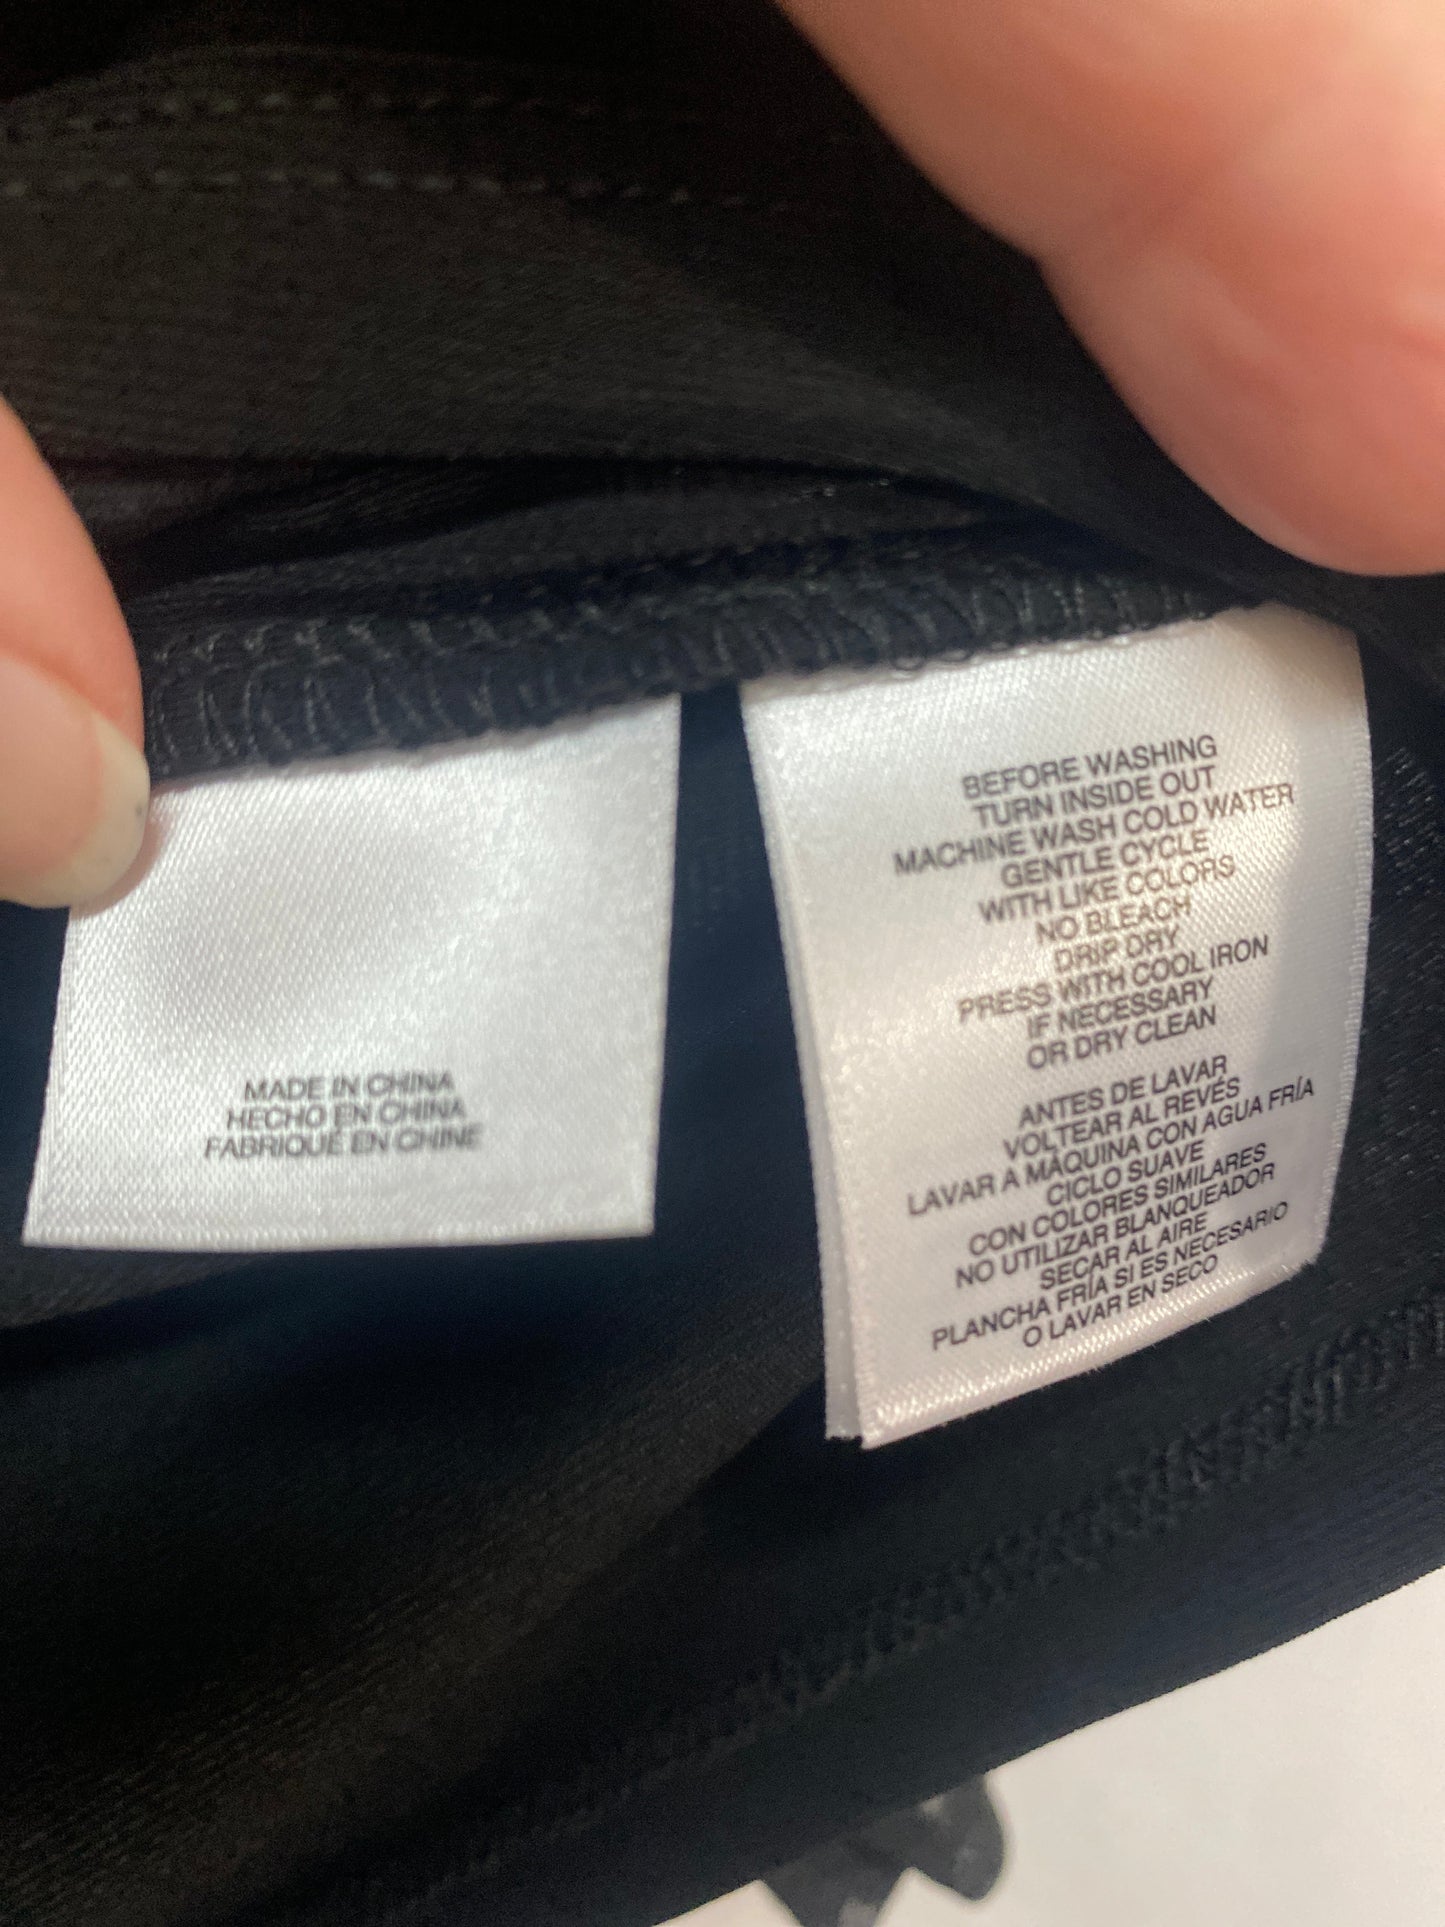 MADE IN CHINA
HECHO EN CHINA
FABRIQUÉ EN CHINE
BEFORE WASHING
TURN INSIDE OUT
MACHINE WASH COLD WATER
GENTLE CYCLE
WITH LIKE COLORS
NO BLEACH
DRIP DRY
PRESS WITH COOL IRON
IF NECESSARY
OR DRY CLEAN
ANTES DE LAVAR
VOLTEAR AL REVÉS
LAVAR A MÁQUINA CON AGUA FRÍA
CICLO SUAVE
CON COLORES SIMILARES
NO UTILIZAR BLANQUEADOR
SECAR AL AIRE
PLANCHA FRÍA SI ES NECESARIO
O LAVAR EN SECO